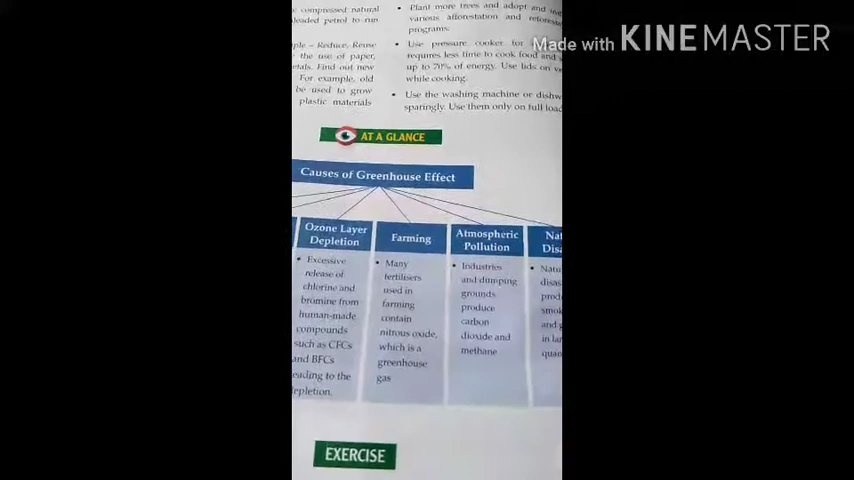 compressed natural
leaded petrol to run
Reduce, Reuse
the use of paper,
Find out new
For example, old
be used to grow
plastic materials
• Plant more trees and adopt and
various afforestation and
programs.
• Use pressure cooker for
requires less time to cook food and
up to 70% of energy. Use lids on
while cooking.
• Use the washing machine or
sparingly. Use them only on full
Made with KINEMASTER
AT A GLANCE
Causes of Greenhouse Effect
Ozone Layer
Depletion
• Excessive
release of
chlorine and
bromine from
human-made
compounds
such as CFCs
and BFCs
to the
Farming
• Many
fertilisers
used in
farming
contain
nitrous oxide,
which is a
greenhouse
gas
Atmospheric
Pollution
• Industries
and dumping
grounds
produce
carbon
dioxide and
methane
EXERCISE